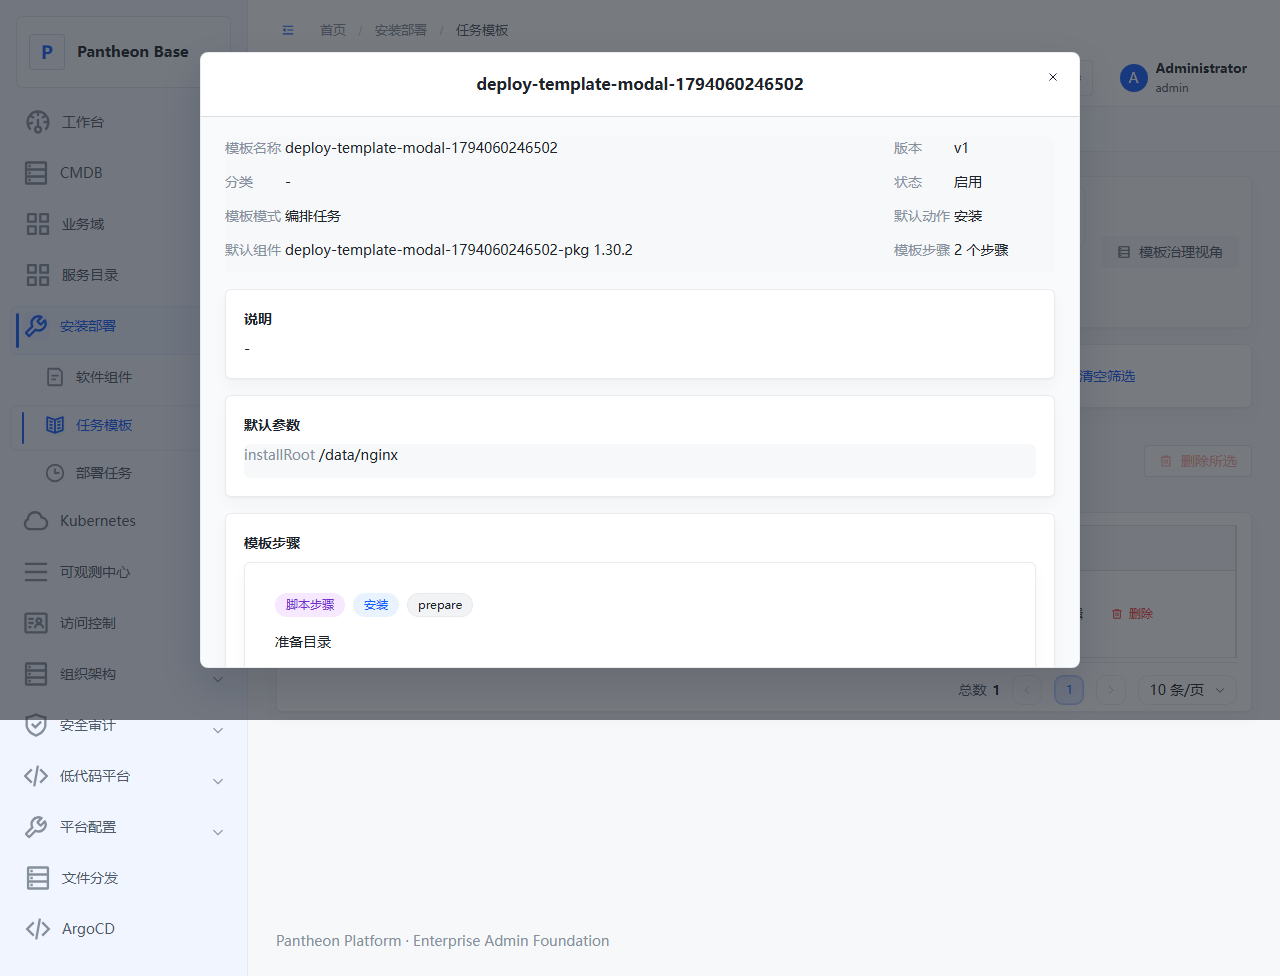 P Pantheon Base
工作台
CMDB
业务域
服务目录
安装部署
软件组件
任务模板
部署任务
Kubernetes
可观测中心
访问控制
组织架构
安全审计
低代码平台
平台配置
文件分发
ArgoCD
首页 / 安装部署 / 任务模板
A Administrator
admin
deploy-template-modal-1794060246502
模板名称 deploy-template-modal-1794060246502 版本 v1
分类 - 状态 启用
模板模式 编排任务 默认动作 安装
默认组件 deploy-template-modal-1794060246502-pkg 1.30.2 模板步骤 2 个步骤
说明
-
默认参数
installRoot /data/nginx
模板步骤
脚本步骤 安装 prepare
准备目录
模板治理视角
清空筛选
删除所选
删除
总数 1 1 10 条/页
Pantheon Platform · Enterprise Admin Foundation